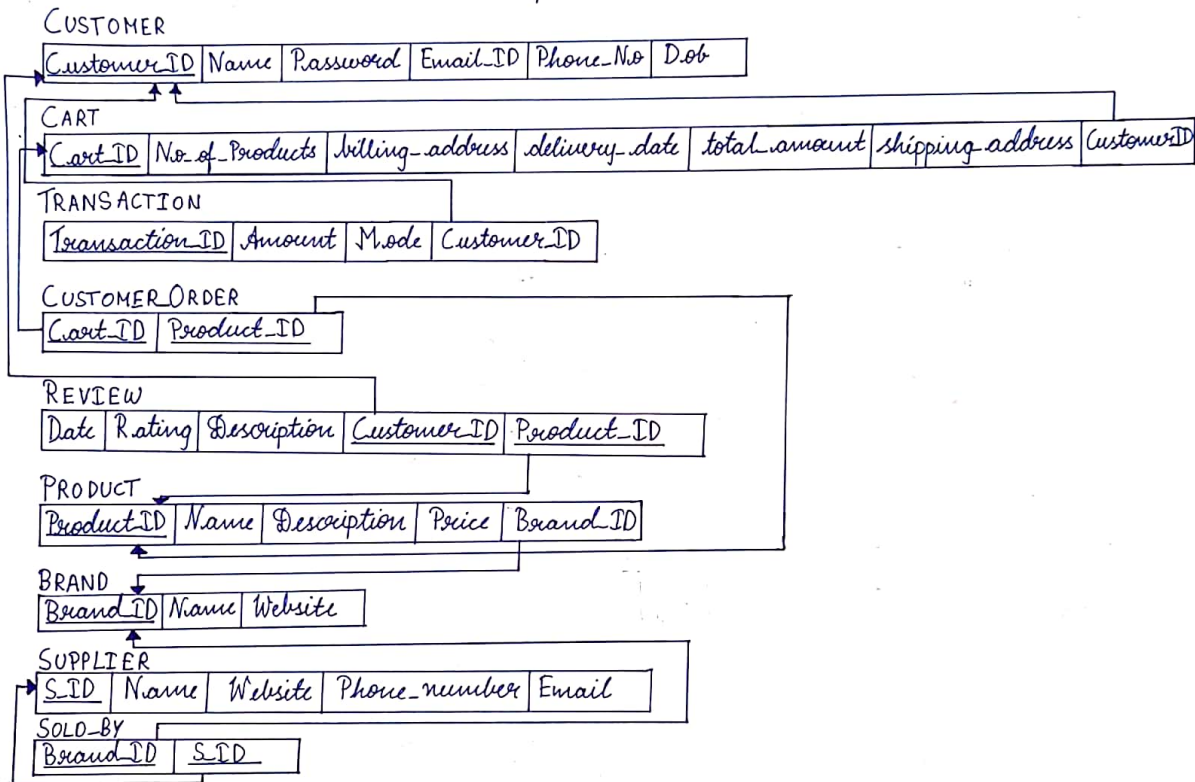 CUSTOMER
Customer_ID Name Password Email_ID Phone_No Dob
CART
Cart_ID No_of_Products billing_address delivery_date total_amount shipping_address CustomerID
TRANSACTION
Transaction_ID Amount Mode Customer_ID
CUSTOMER_ORDER
Cart_ID Product_ID
REVIEW
Date Rating Description Customer_ID Product_ID
PRODUCT
Product_ID Name Description Price Brand_ID
BRAND
Brand_ID Name Website
SUPPLIER
S_ID Name Website Phone_number Email
SOLD_BY
Brand_ID S_ID